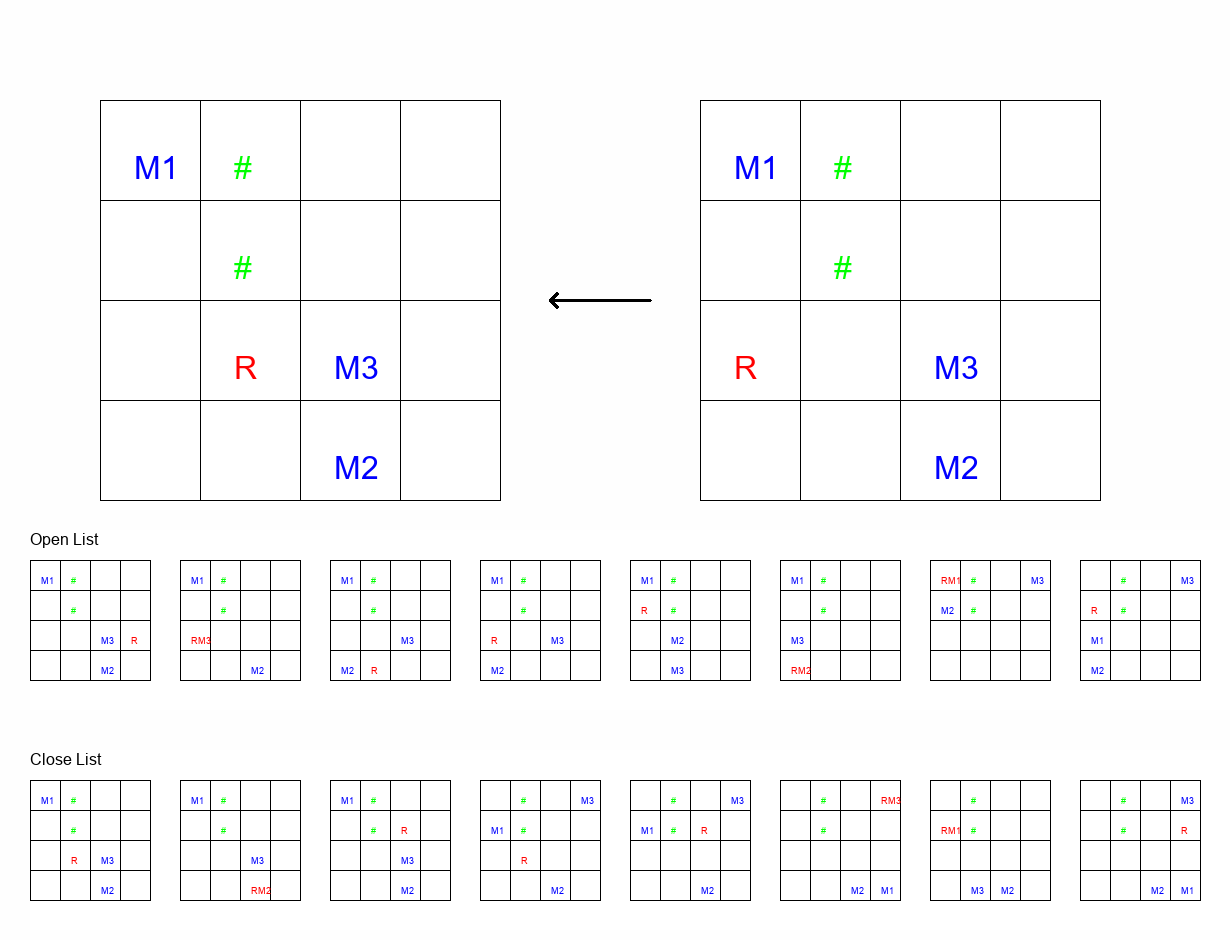 M1 # M1 #
# #
R M3 R M3
M2 M2
Open List
M1 # M1 # M1 # M1 # M1 # M1 # RM1 # M3 # M3
# # # # R # # M2 # R #
M3 R RM3 M3 R M3 M2 M3 M1
M2 M2 M2 R M2 M3 RM2 M2
Close List
M1 # M1 # M1 # # M3 # M3 # RM3 # # M3
# # # R M1 # M1 # R # RM1 # # R
R M3 M3 M3 R
M2 RM2 M2 M2 M2 M2 M1 M3 M2 M2 M1